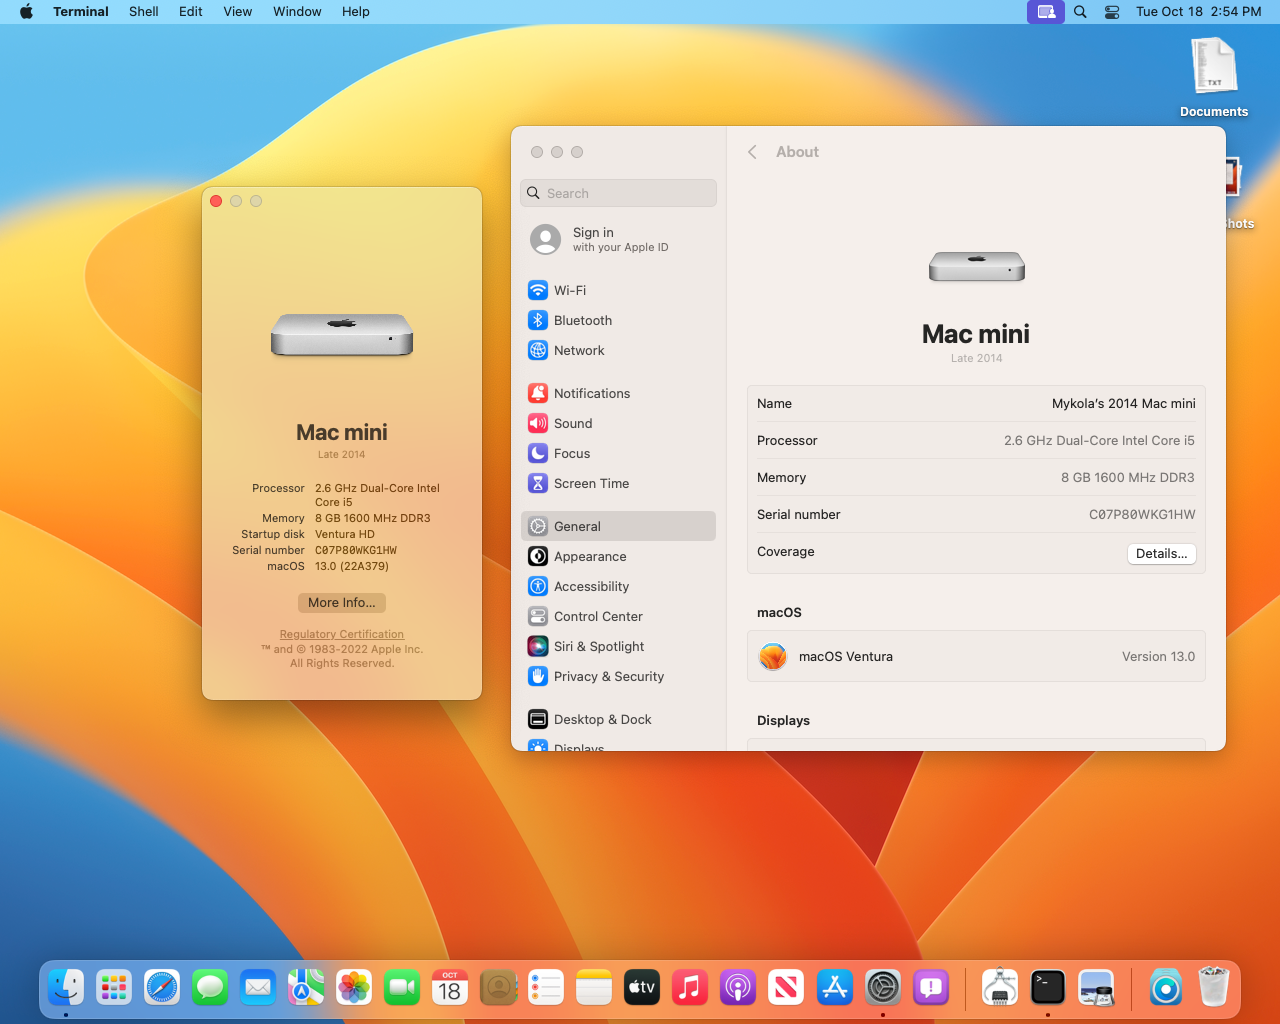 Terminal Shell Edit View Window Help
Tue Oct 18 2:54 PM
TXT
Documents
Mac mini
Late 2014
Processor 2.6 GHz Dual-Core Intel
Core i5
Memory 8 GB 1600 MHz DDR3
Startup disk Ventura HD
Serial number C07P80WKG1HW
macOS 13.0 (22A379)
More Info...
Regulatory Certification
™ and © 1983-2022 Apple Inc.
All Rights Reserved.
Search
Sign in
with your Apple ID
Wi-Fi
Bluetooth
Network
Notifications
Sound
Focus
Screen Time
General
Appearance
Accessibility
Control Center
Siri & Spotlight
Privacy & Security
Desktop & Dock
Displays
About
Mac mini
Late 2014
Name Mykola's 2014 Mac mini
Processor 2.6 GHz Dual-Core Intel Core i5
Memory 8 GB 1600 MHz DDR3
Serial number C07P80WKG1HW
Coverage Details...
macOS
macOS Ventura Version 13.0
Displays
OCT
18
tv
>_